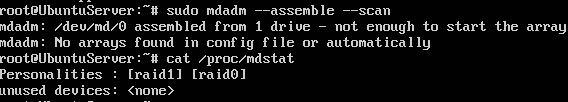 root@UbuntuServer:~# sudo mdadm --assemble --scan
mdadm: /dev/md/0 assembled from 1 drive - not enough to start the array
mdadm: No arrays found in config file or automatically
root@UbuntuServer:~# cat /proc/mdstat
Personalities : [raid1] [raid0]
unused devices: <none>